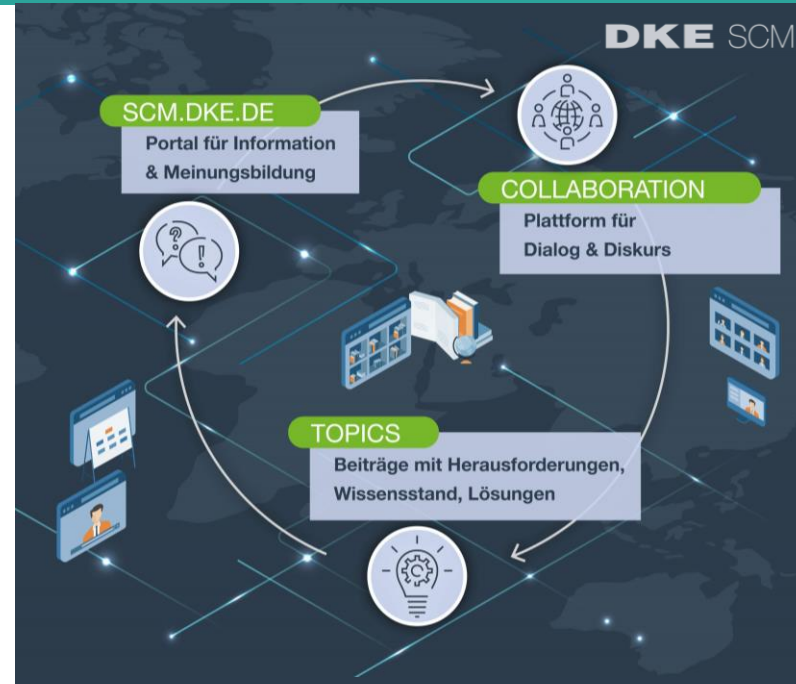 DKE SCM
SCM.DKE.DE
Portal für Information
& Meinungsbildung
COLLABORATION
Plattform für
Dialog & Diskurs
TOPICS
Beiträge mit Herausforderungen,
Wissensstand, Lösungen